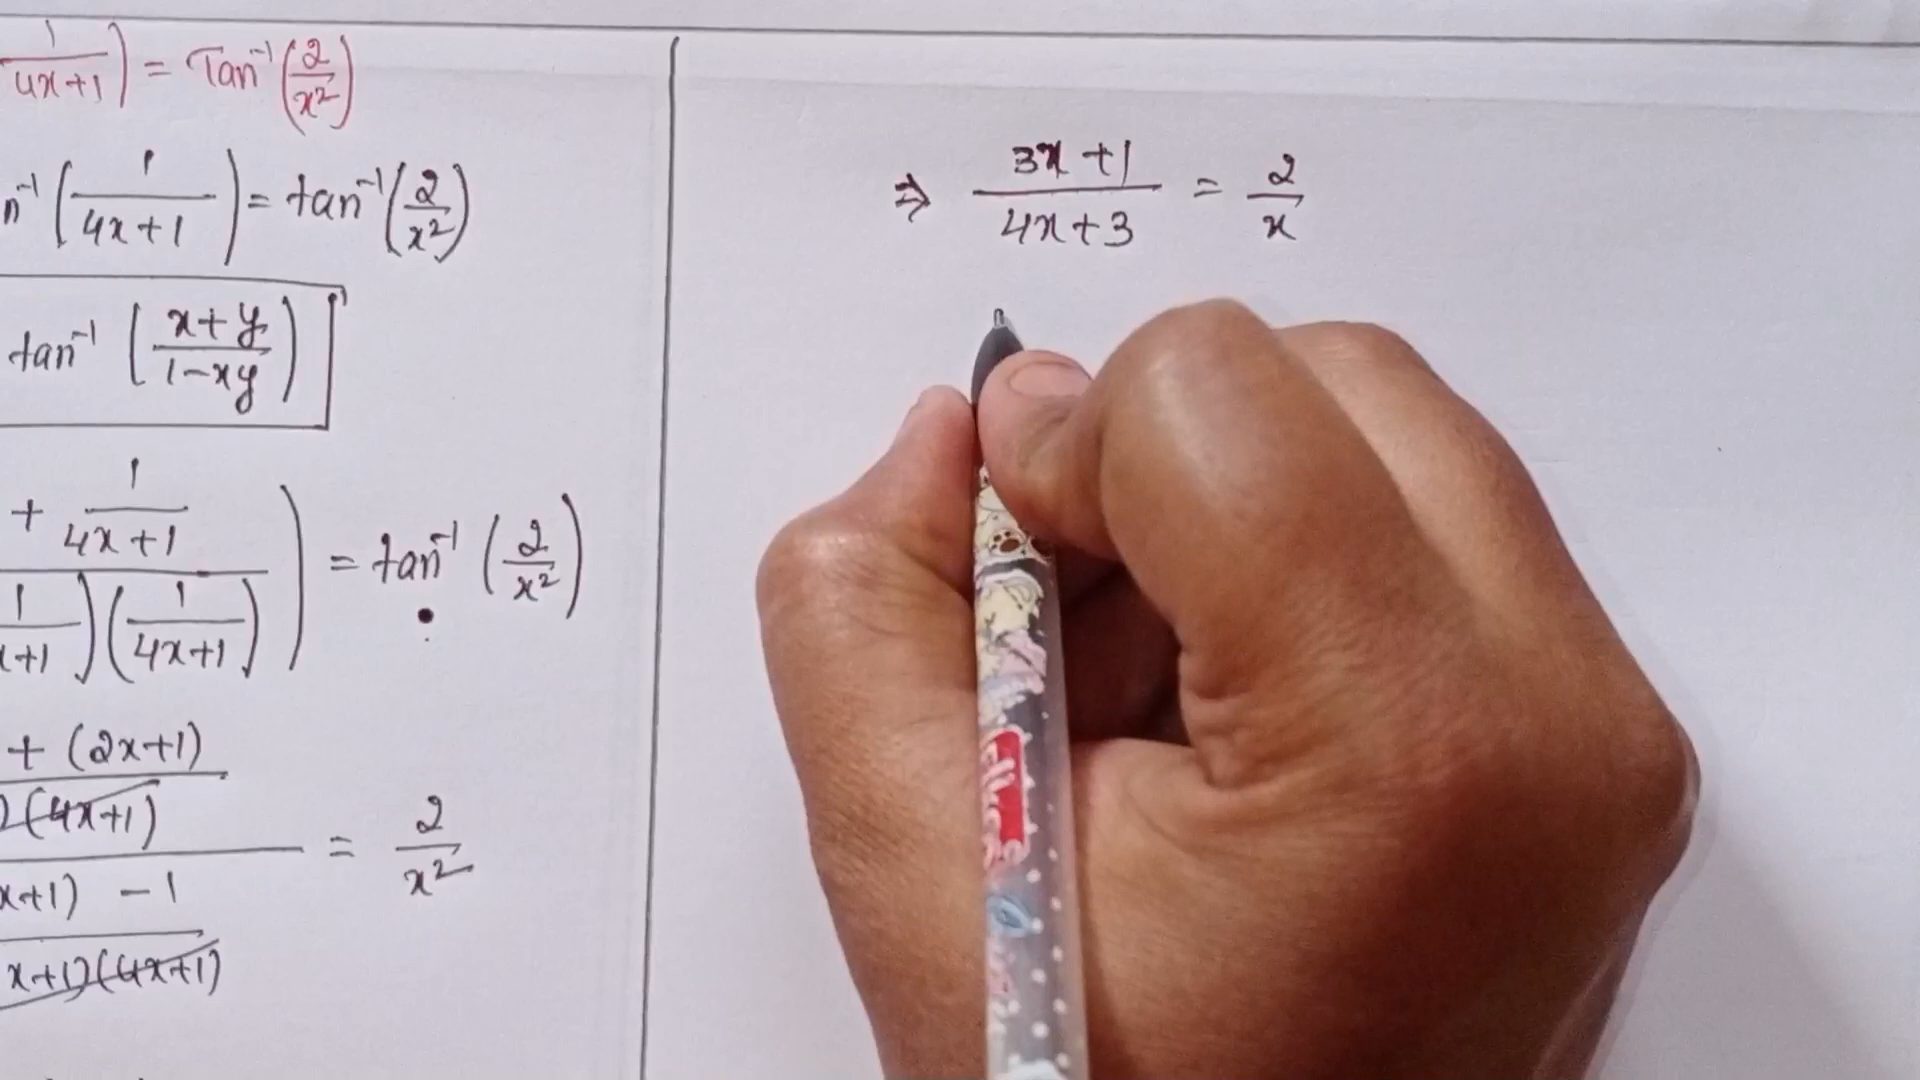 1/(4x+1)) = Tan⁻¹(2/x²)
n⁻¹(1/(4x+1)) = tan⁻¹(2/x²)
tan⁻¹((x+y)/(1-xy))
+ 1/(4x+1)
= tan⁻¹(2/x²)
1/(x+1))(1/(4x+1)))
+ (2x+1)
)(4x+1)
= 2/x²
x+1) - 1
x+1)(4x+1)
⇒ (3x+1)/(4x+3) = 2/x